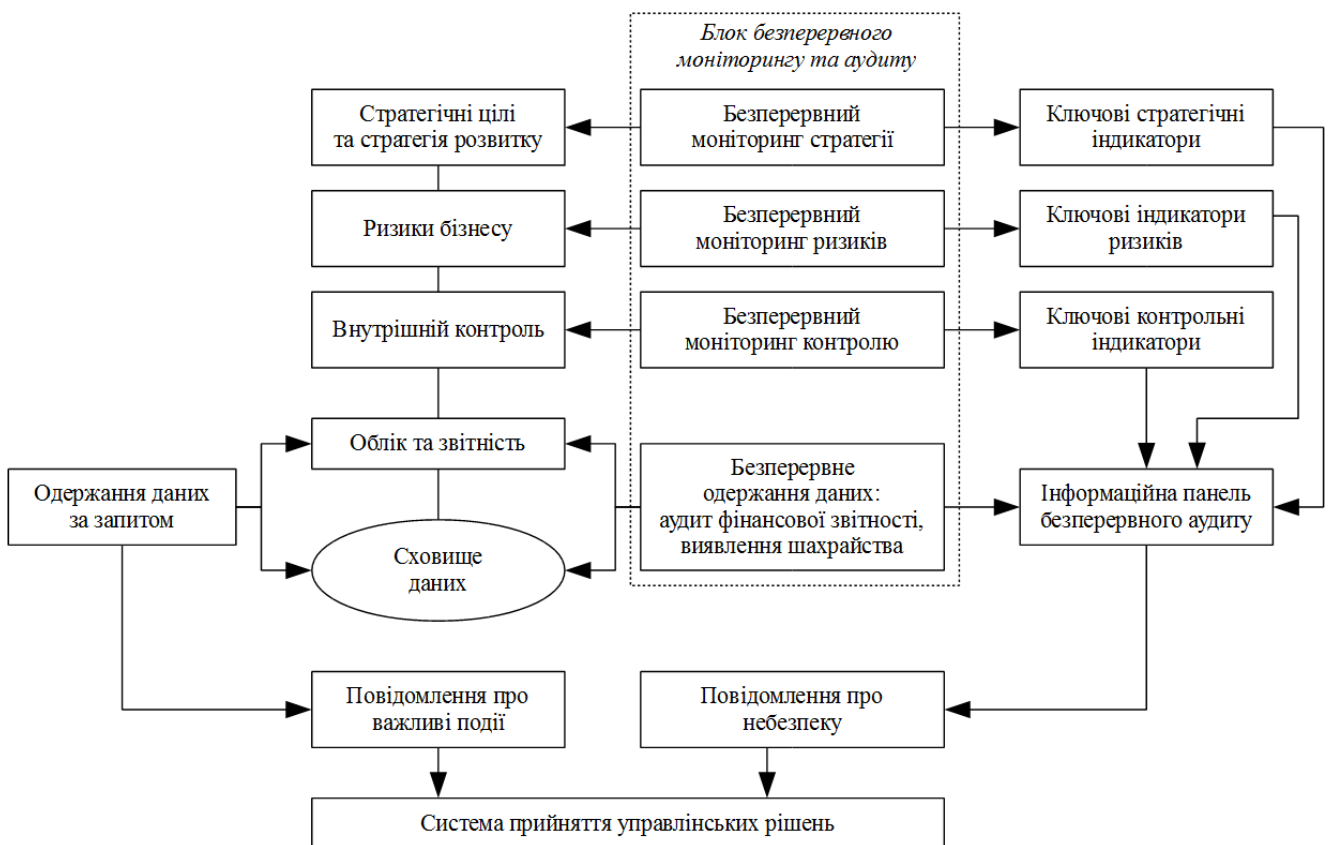 Блок безперервного
моніторингу та аудиту
Стратегічні цілі
та стратегія розвитку
Безперервний
моніторинг стратегії
Ключові стратегічні
індикатори
Ризики бізнесу
Безперервний
моніторинг ризиків
Ключові індикатори
ризиків
Внутрішній контроль
Безперервний
моніторинг контролю
Ключові контрольні
індикатори
Облік та звітність
Одержання даних
за запитом
Безперервне
одержання даних:
аудит фінансової звітності,
виявлення шахрайства
Інформаційна панель
безперервного аудиту
Сховище
даних
Повідомлення про
важливі події
Повідомлення про
небезпеку
Система прийняття управлінських рішень